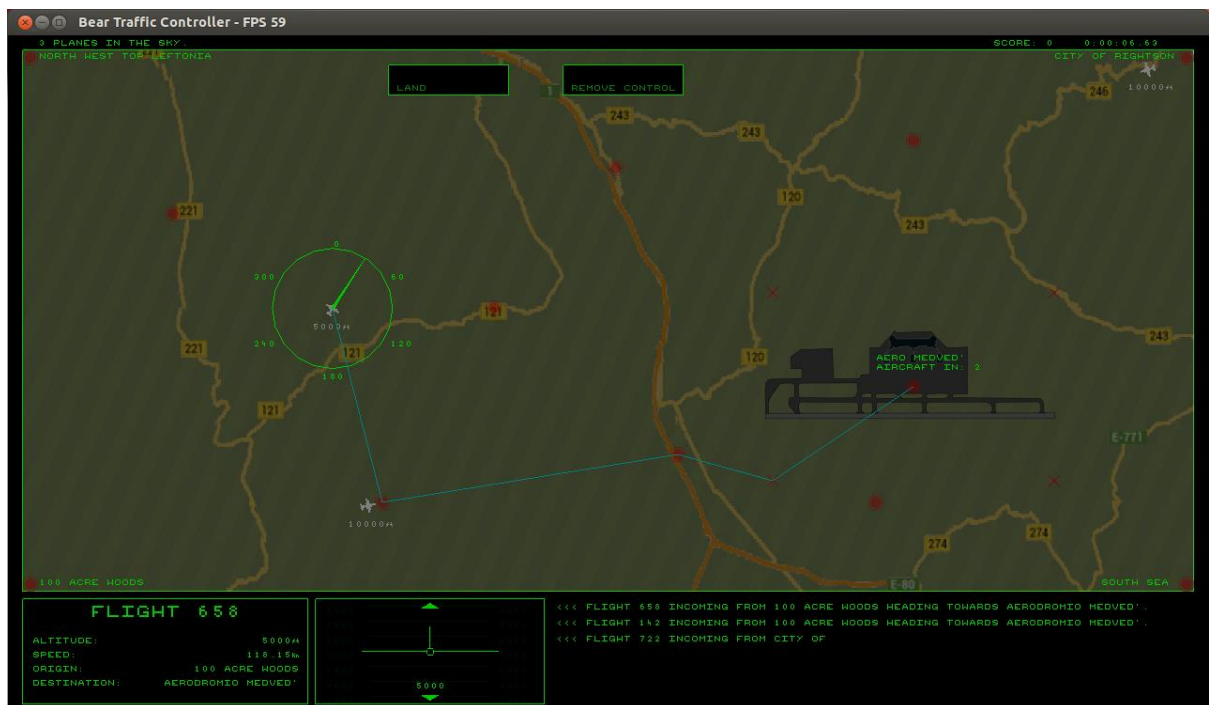 Bear Traffic Controller - FPS 59
3 PLANES IN THE SKY.
SCORE: 0 0:00:06.63
NORTH WEST TOP LEFTONIA
CITY OF RIGHTSON
LAND
REMOVE CONTROL
1
246
10000ft
243
243
120
221
243
0
300
60
5000ft
121
240
120
180
221
121
120
243
AERO MEDVED'
AIRCRAFT IN: 2
121
E-771
10000ft
274
274
E-80
100 ACRE WOODS
SOUTH SEA
FLIGHT 658
ALTITUDE: 5000ft
SPEED: 118.15kn
ORIGIN: 100 ACRE WOODS
DESTINATION: AERODROMIO MEDVED'
5000
<<< FLIGHT 658 INCOMING FROM 100 ACRE WOODS HEADING TOWARDS AERODROMIO MEDVED'.
<<< FLIGHT 142 INCOMING FROM 100 ACRE WOODS HEADING TOWARDS AERODROMIO MEDVED'.
<<< FLIGHT 722 INCOMING FROM CITY OF